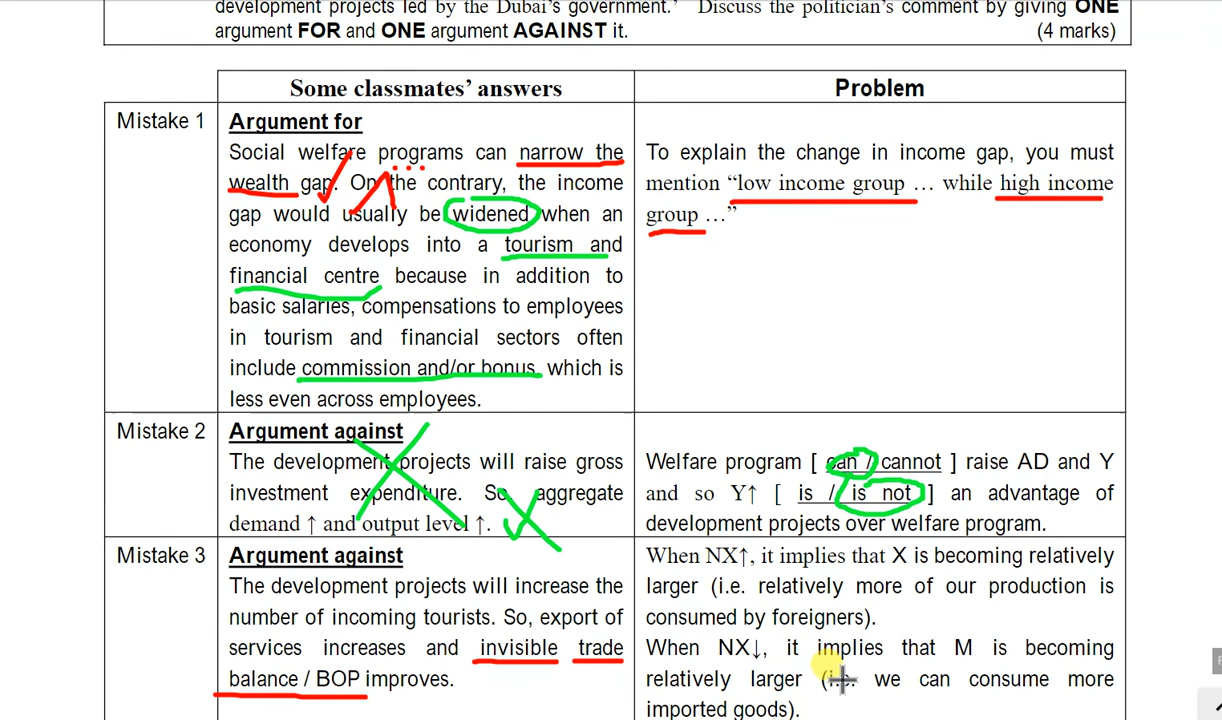 development projects led by the Dubai's government.' Discuss the politician's comment by giving ONE
argument FOR and ONE argument AGAINST it. (4 marks)
Some classmates' answers
Problem
Mistake 1
Argument for
Social welfare programs can narrow the
wealth gap. On the contrary, the income
gap would usually be widened when an
economy develops into a tourism and
financial centre because in addition to
basic salaries, compensations to employees
in tourism and financial sectors often
include commission and/or bonus, which is
less even across employees.
To explain the change in income gap, you must
mention "low income group … while high income
group …"
Mistake 2
Argument against
The development projects will raise gross
investment expenditure. So, aggregate
demand ↑ and output level ↑.
Welfare program [ can / cannot ] raise AD and Y
and so Y↑ [ is / is not ] an advantage of
development projects over welfare program.
Mistake 3
Argument against
The development projects will increase the
number of incoming tourists. So, export of
services increases and invisible trade
balance / BOP improves.
When NX↑, it implies that X is becoming relatively
larger (i.e. relatively more of our production is
consumed by foreigners).
When NX↓, it implies that M is becoming
relatively larger (i.e. we can consume more
imported goods).